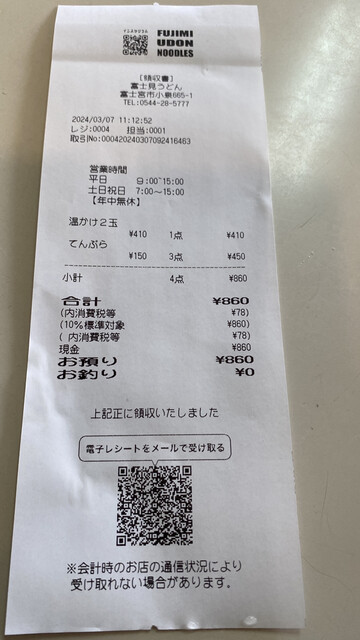 FUJIMI
UDON
NOODLES
[領収書]
富士見うどん
富士宮市小泉665-1
TEL:0544-28-5777
2024/03/07 11:12:52
レジ:0004 担当:0001
取引No:00042024030709241​6463
営業時間
平日 9:00~15:00
土日祝日 7:00~15:00
【年中無休】
温かけ2玉
¥410 1点 ¥410
てんぷら
¥150 3点 ¥450
小計 4点 ¥860
合計 ¥860
(内消費税等 ¥78)
(10%標準対象 ¥860)
( 内消費税等 ¥78)
現金 ¥860
お預り ¥860
お釣り ¥0
上記正に領収いたしました
電子レシートをメールで受け取る
※会計時のお店の通信状況により
受け取れない場合があります。